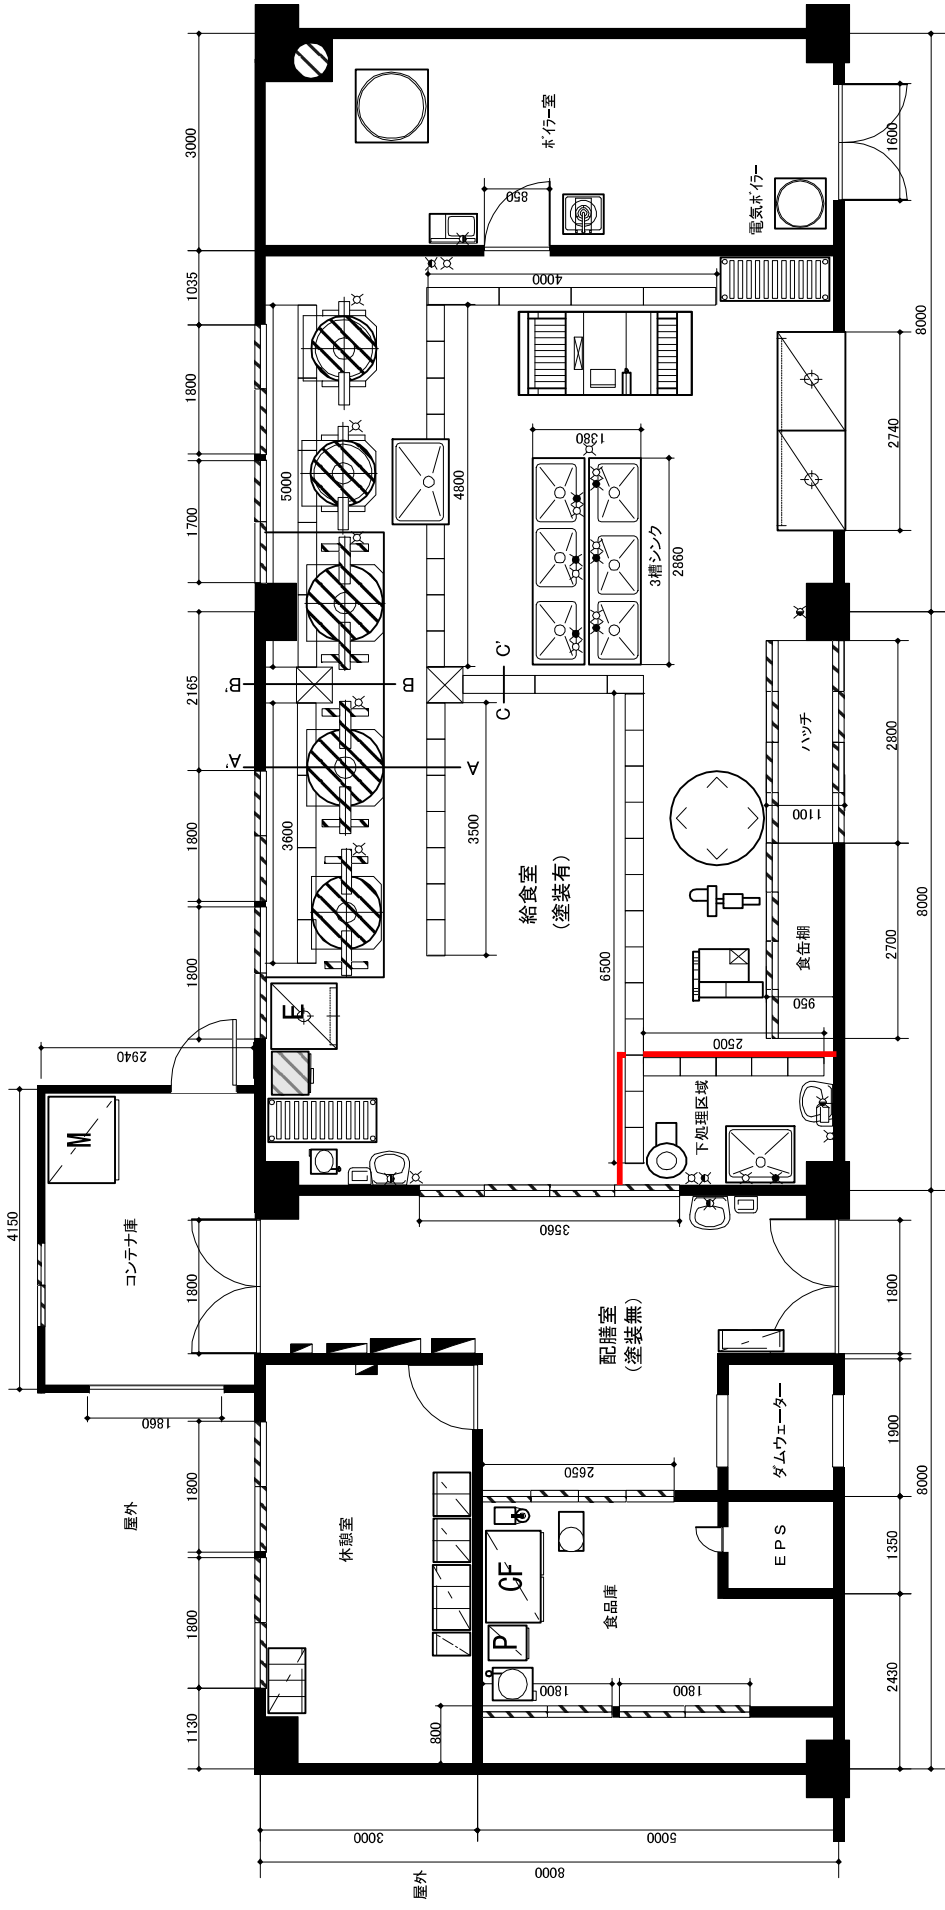 3000
1035
1800
1700
2165
1800
1800
2940
4150
1800
1860
1800
1800
1130
ﾎﾞｲﾗｰ室
電気ﾎﾞｲﾗｰ
850
1600
8000
4000
5000
4800
1380
3槽シンク
2860
2740
B'
B
C'
C
A'
A
3600
3500
給食室
(塗装有)
6500
ハッチ
2800
1100
8000
食缶棚
2700
950
2500
下処理区域
E
M
コンテナ庫
3560
配膳室
(塗装無)
1800
ダムウェーター
1900
8000
2650
EPS
1350
屋外
休憩室
CF
P
食品庫
1800
1800
2430
800
3000
5000
8000
屋外